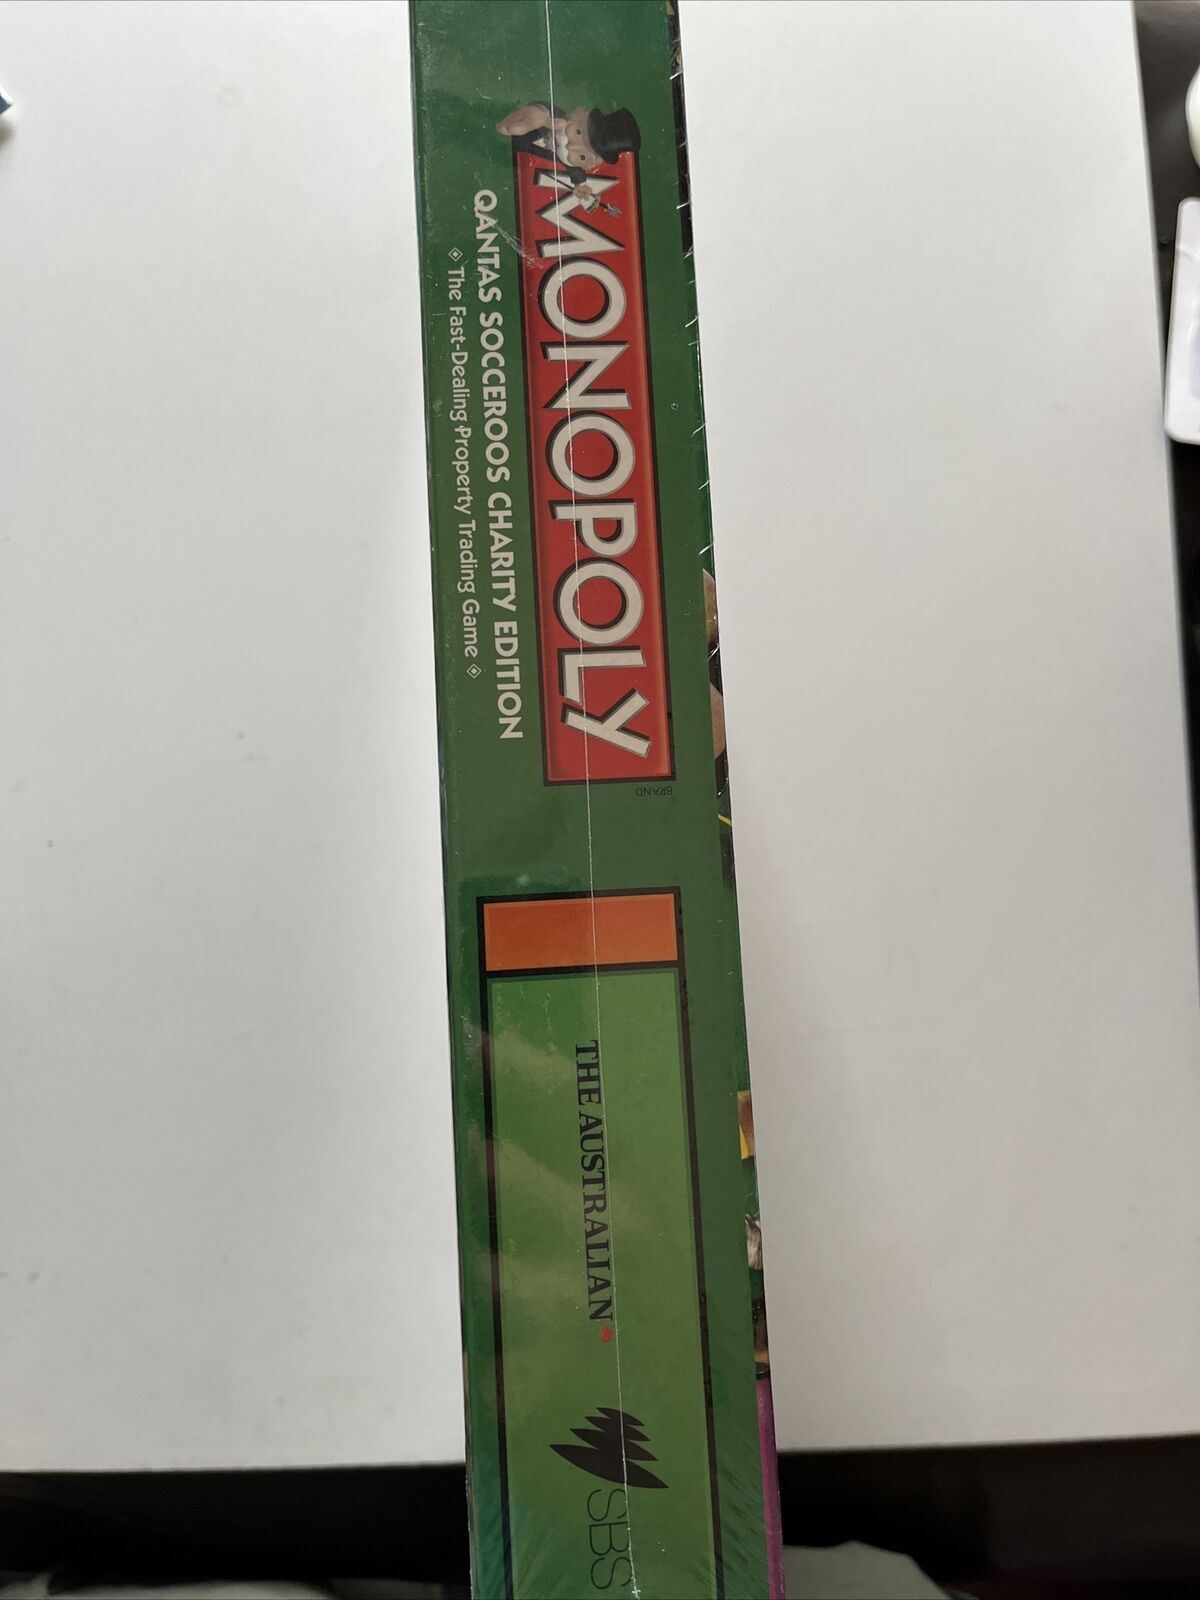 MONOPOLY
BRAND
QANTAS SOCCEROOS CHARITY EDITION
The Fast-Dealing Property Trading Game
THE AUSTRALIAN
SBS